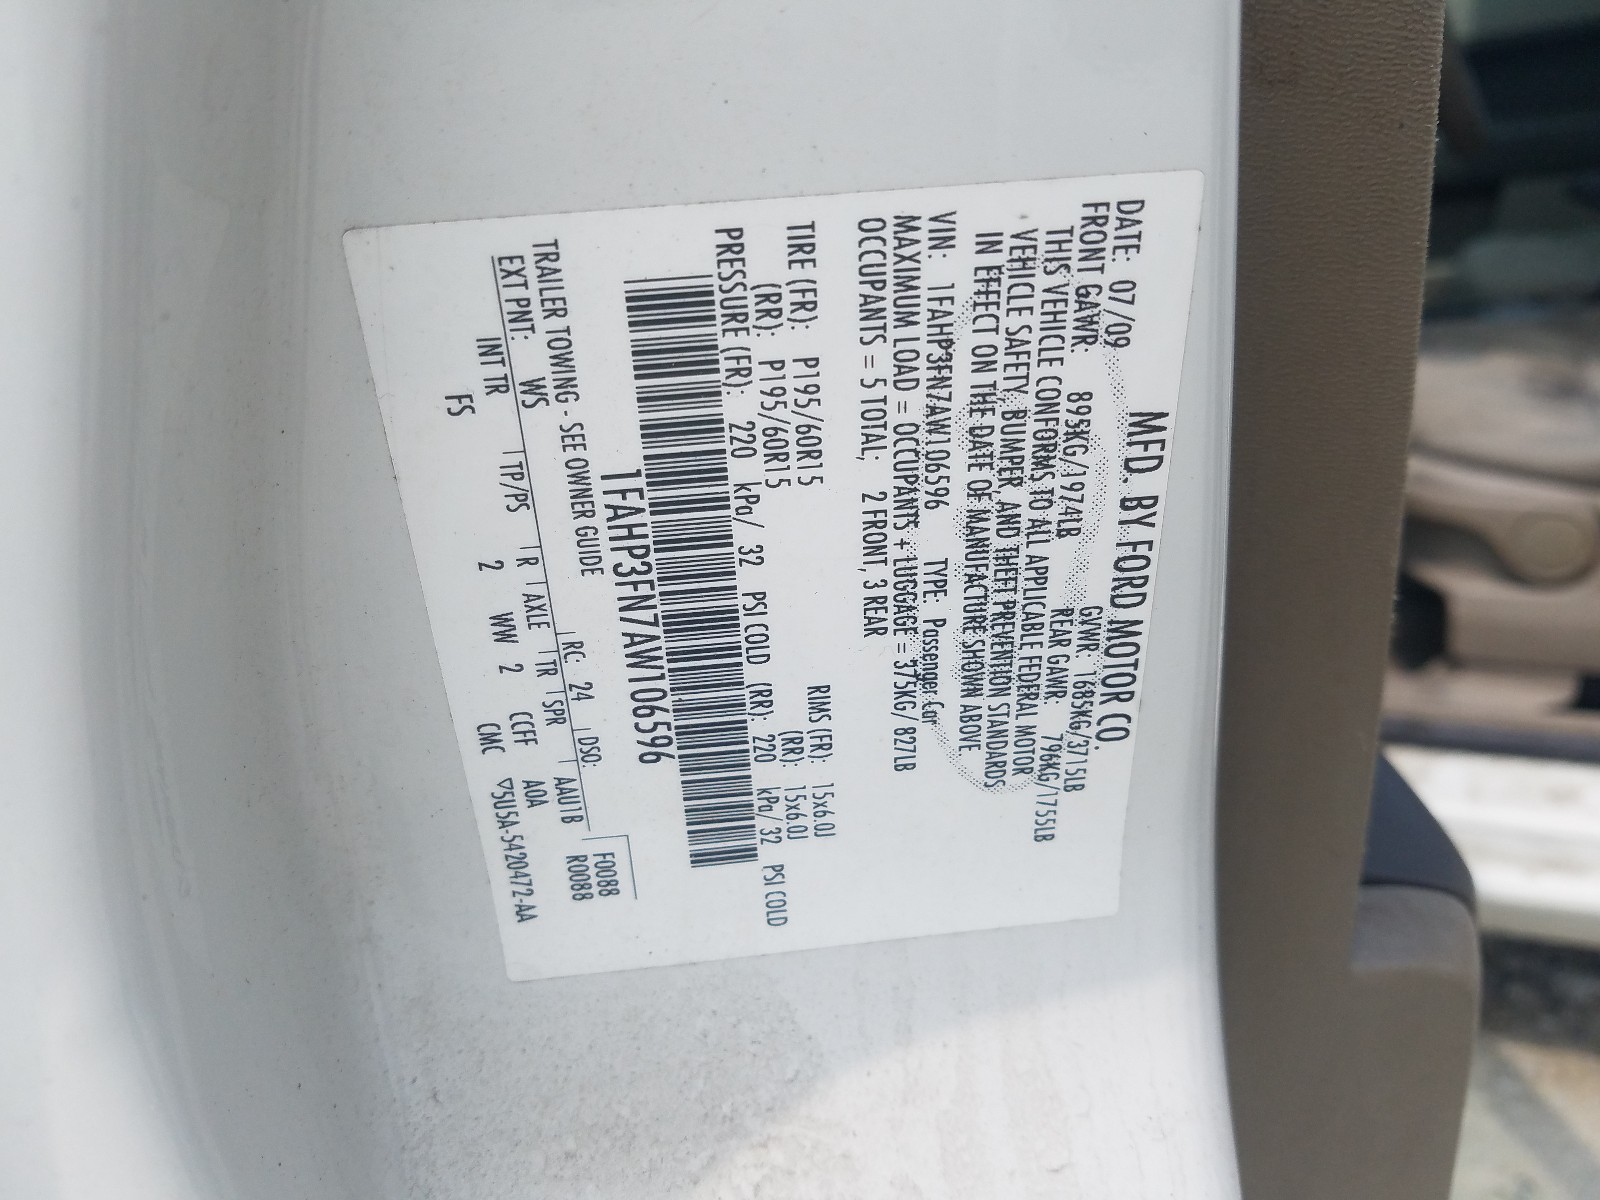 MFD. BY FORD MOTOR CO.
DATE: 07/09 GVWR: 1685KG/3715LB
FRONT GAWR: 895KG/1974LB REAR GAWR: 796KG/1755LB
THIS VEHICLE CONFORMS TO ALL APPLICABLE FEDERAL MOTOR
VEHICLE SAFETY, BUMPER, AND THEFT PREVENTION STANDARDS
IN EFFECT ON THE DATE OF MANUFACTURE SHOWN ABOVE
VIN: 1FAHP3FN7AW106596 TYPE: Passenger Car
MAXIMUM LOAD = OCCUPANTS + LUGGAGE = 375KG/827LB
OCCUPANTS = 5 TOTAL, 2 FRONT, 3 REAR
TIRE (FR): P195/60R15 RIMS (FR): 15x6.0J
(RR): P195/60R15 (RR): 15x6.0J
PRESSURE (FR): 220 kPa/ 32 PSI COLD (RR): 220 kPa/ 32 PSI COLD
1FAHP3FN7AW106596
F0088
R0088
TRAILER TOWING - SEE OWNER GUIDE RC: 24 DSO:
EXT PNT: WS TP/PS R AXLE TR SPR AAU1B
INT TR 2 WW 2 CCFF AOA
FS CMC ▽5U5A-5420472-AA